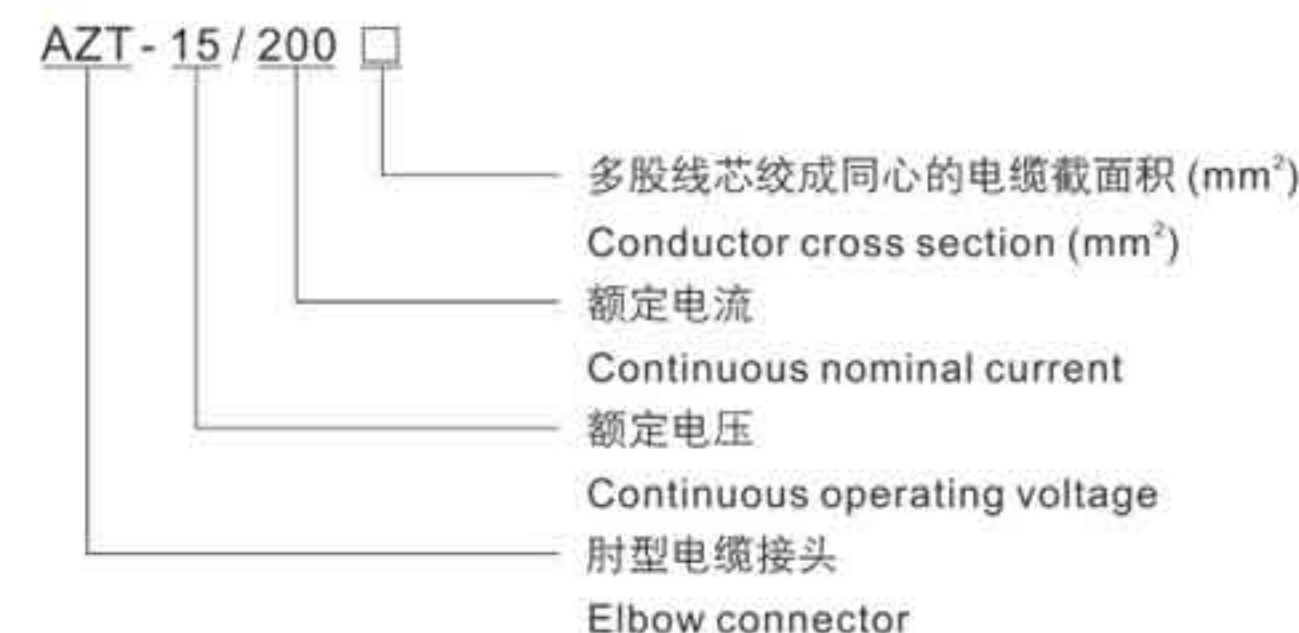 AZT - 15 / 200 □
多股线芯绞成同心的电缆截面积 (mm²)
Conductor cross section (mm²)
额定电流
Continuous nominal current
额定电压
Continuous operating voltage
肘型电缆接头
Elbow connector